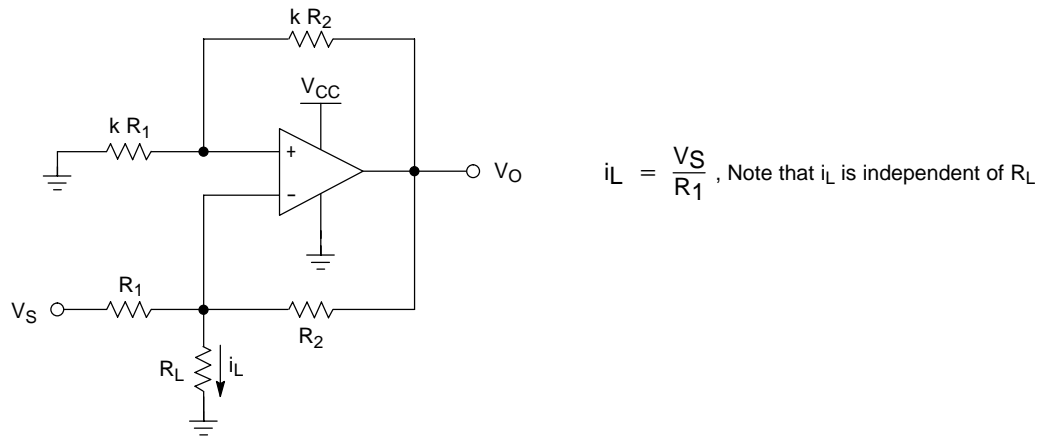 k R2
VCC
k R1
+
-
VO
iL = VS / R1 , Note that iL is independent of RL
R1
VS
R2
RL
iL